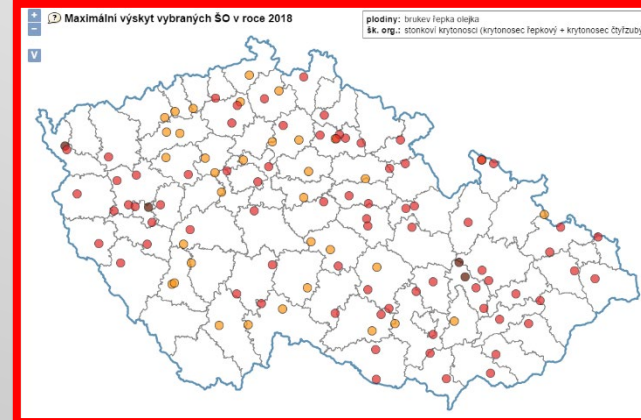 +
−
V
? Maximální výskyt vybraných ŠO v roce 2018
plodiny: brukev řepka olejka
šk. org.: stonkoví krytonosci (krytonosec řepkový + krytonosec čtyřzubý